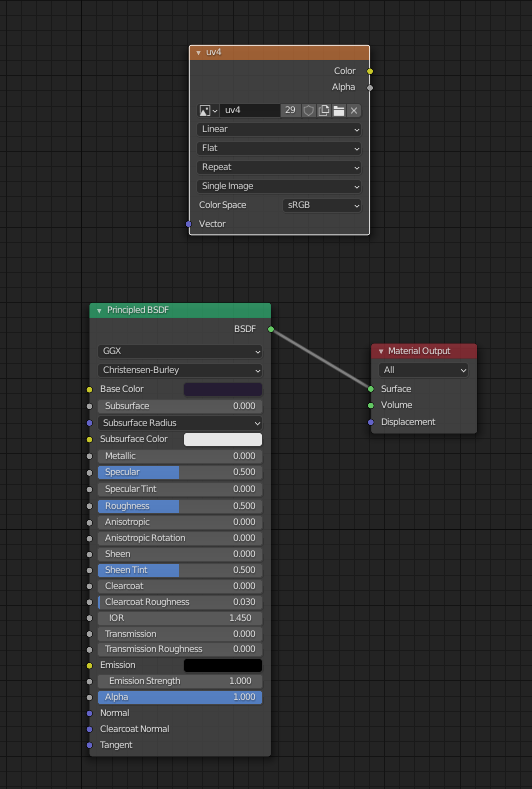 uv4
Color
Alpha
uv4 29
Linear
Flat
Repeat
Single Image
Color Space sRGB
Vector
Principled BSDF
BSDF
GGX
Christensen-Burley
Base Color
Subsurface 0.000
Subsurface Radius
Subsurface Color
Metallic 0.000
Specular 0.500
Specular Tint 0.000
Roughness 0.500
Anisotropic 0.000
Anisotropic Rotation 0.000
Sheen 0.000
Sheen Tint 0.500
Clearcoat 0.000
Clearcoat Roughness 0.030
IOR 1.450
Transmission 0.000
Transmission Roughness 0.000
Emission
Emission Strength 1.000
Alpha 1.000
Normal
Clearcoat Normal
Tangent
Material Output
All
Surface
Volume
Displacement